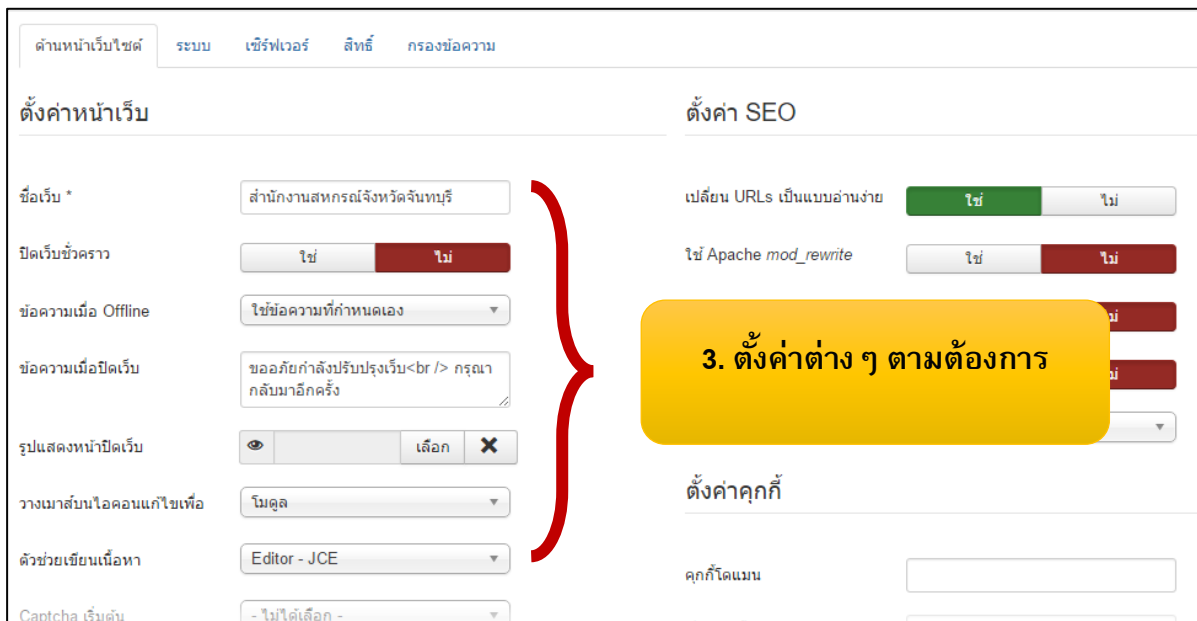 ด้านหน้าเว็บไซต์ ระบบ เซิร์ฟเวอร์ สิทธิ์ กรองข้อความ
ตั้งค่าหน้าเว็บ
ชื่อเว็บ * สำนักงานสหกรณ์จังหวัดจันทบุรี
ปิดเว็บชั่วคราว ใช่ ไม่
ข้อความเมื่อ Offline ใช้ข้อความที่กำหนดเอง
ข้อความเมื่อปิดเว็บ ขออภัยกำลังปรับปรุงเว็บ<br /> กรุณา
กลับมาอีกครั้ง
รูปแสดงหน้าปิดเว็บ เลือก
วางเมาส์บนไอคอนแก้ไขเพื่อ โมดูล
ตัวช่วยเขียนเนื้อหา Editor - JCE
Captcha เริ่มต้น - ไม่ได้เลือก -
ตั้งค่า SEO
เปลี่ยน URLs เป็นแบบอ่านง่าย ใช่ ไม่
ใช้ Apache mod_rewrite ใช่ ไม่
3. ตั้งค่าต่าง ๆ ตามต้องการ
ตั้งค่าคุกกี้
คุกกี้โดแมน